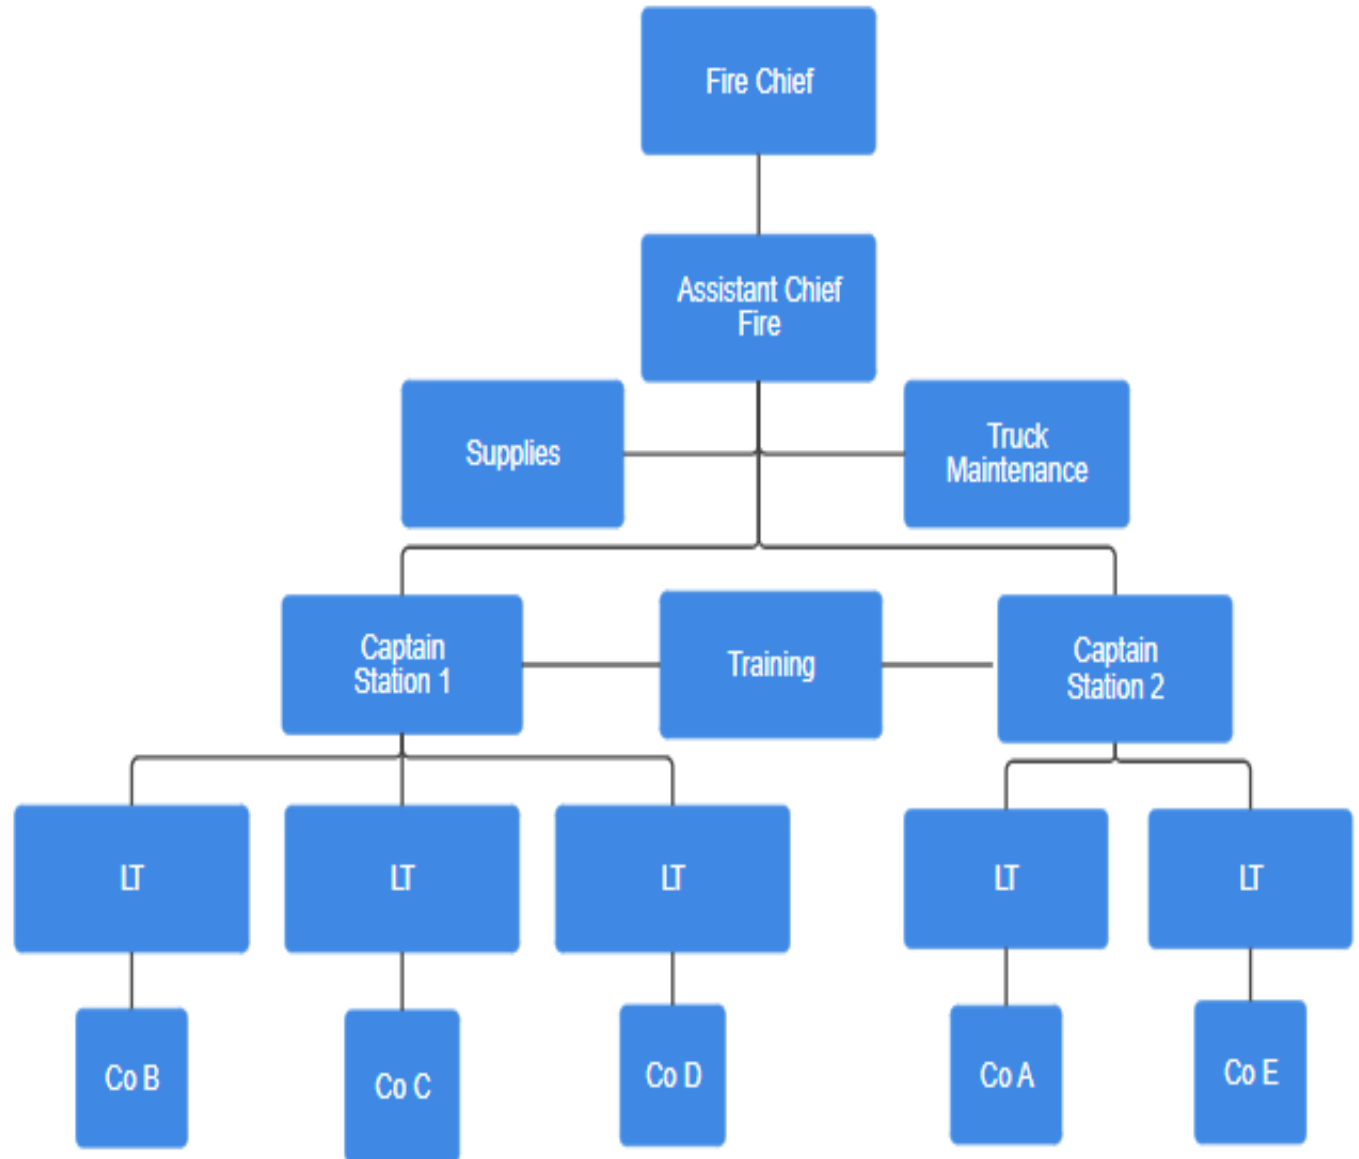 Fire Chief
Assistant Chief
Fire
Supplies
Truck
Maintenance
Captain
Station 1
Training
Captain
Station 2
LT
LT
LT
LT
LT
Co B
Co C
Co D
Co A
Co E